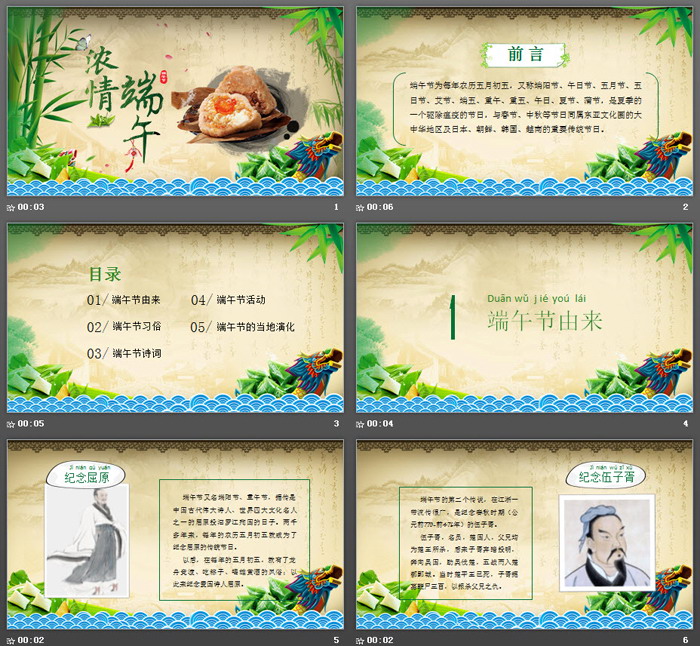 浓情端午
00:03
1
前言
端午节为每年农历五月初五，又称端阳节、午日节、五月节、五
日节、艾节、端五、重午、重五、午日、夏节、蒲节，是夏季的
一个驱除瘟疫的节日，与春节、中秋等节日同属东亚文化圈的大
中华地区及日本、朝鲜、韩国、越南的重要传统节日。
00:06
2
目录
01/ 端午节由来
04/ 端午节活动
02/ 端午节习俗
05/ 端午节的当地演化
03/ 端午节诗词
00:05
3
1
Duān wǔ jié yoú lái
端午节由来
00:04
4
jì niàn qū yuán
纪念屈原
端午节又名端阳节、重午节，据传是
中国古代伟大诗人、世界四大文化名人
之一的屈原投汨罗江殉国的日子。两千
多年来，每年的农历五月初五就成为了
纪念屈原的传统节日。
以后，在每年的五月初五，就有了龙
舟竞渡、吃粽子、喝雄黄酒的风俗；以
此来纪念爱国诗人屈原。
00:02
5
jì niàn wǔ zǐ xū
纪念伍子胥
端午节的第二个传说，在江浙一
带流传很广，是纪念春秋时期（公
元前770--前476年）的伍子胥。
伍子胥，名员，楚国人，父兄均
为楚王所杀，后来子胥奔向投明，
奔向吴国，助吴伐楚，五战而入楚
都郢城。当时楚平王已死，子胥掘
墓鞭尸三百，以报杀父兄之仇。
00:02
6